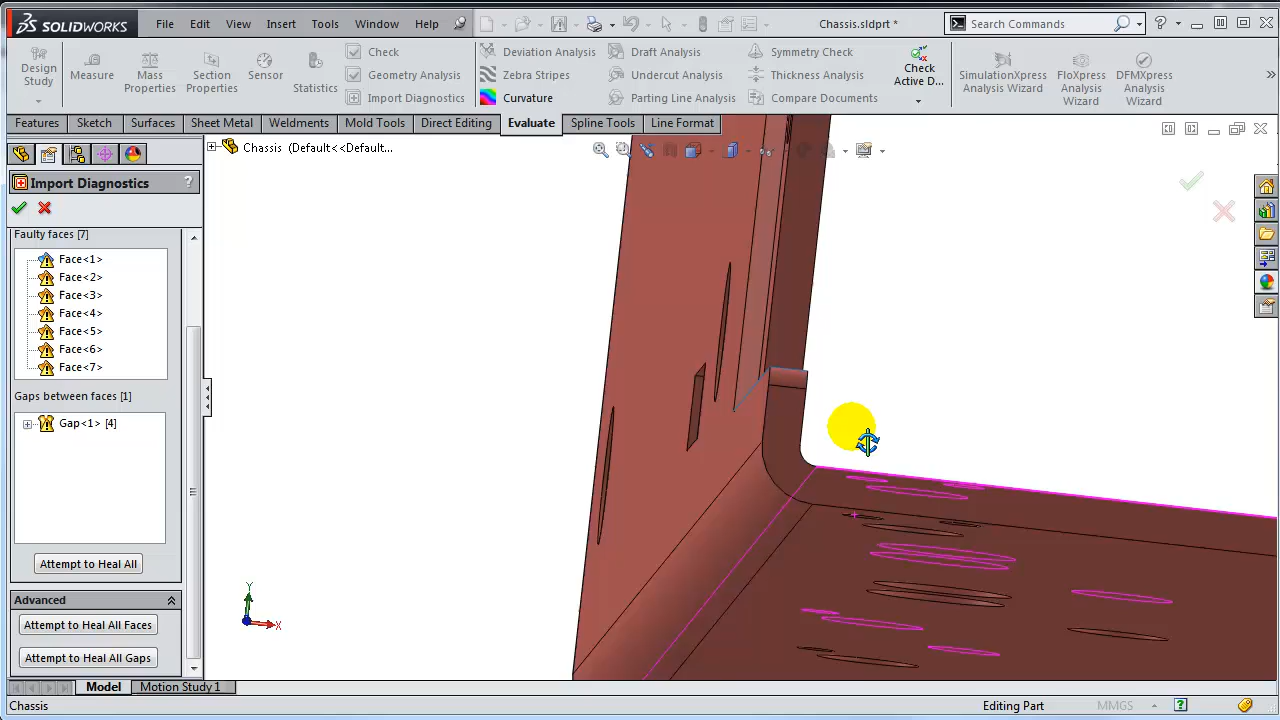 SOLIDWORKS File Edit View Insert Tools Window Help Chassis.sldprt * Search Commands
Design Study Measure Mass Properties Section Properties Sensor Statistics Check Geometry Analysis Import Diagnostics Deviation Analysis Zebra Stripes Curvature Draft Analysis Undercut Analysis Parting Line Analysis Symmetry Check Thickness Analysis Compare Documents Check Active D... SimulationXpress Analysis Wizard FloXpress Analysis Wizard DFMXpress Analysis Wizard
Features Sketch Surfaces Sheet Metal Weldments Mold Tools Direct Editing Evaluate Spline Tools Line Format
Chassis (Default<<Default...
Import Diagnostics ?
Faulty faces [7]
Face<1>
Face<2>
Face<3>
Face<4>
Face<5>
Face<6>
Face<7>
Gaps between faces [1]
Gap<1> [4]
Attempt to Heal All
Advanced
Attempt to Heal All Faces
Attempt to Heal All Gaps
Y
X
Model Motion Study 1
Chassis Editing Part MMGS